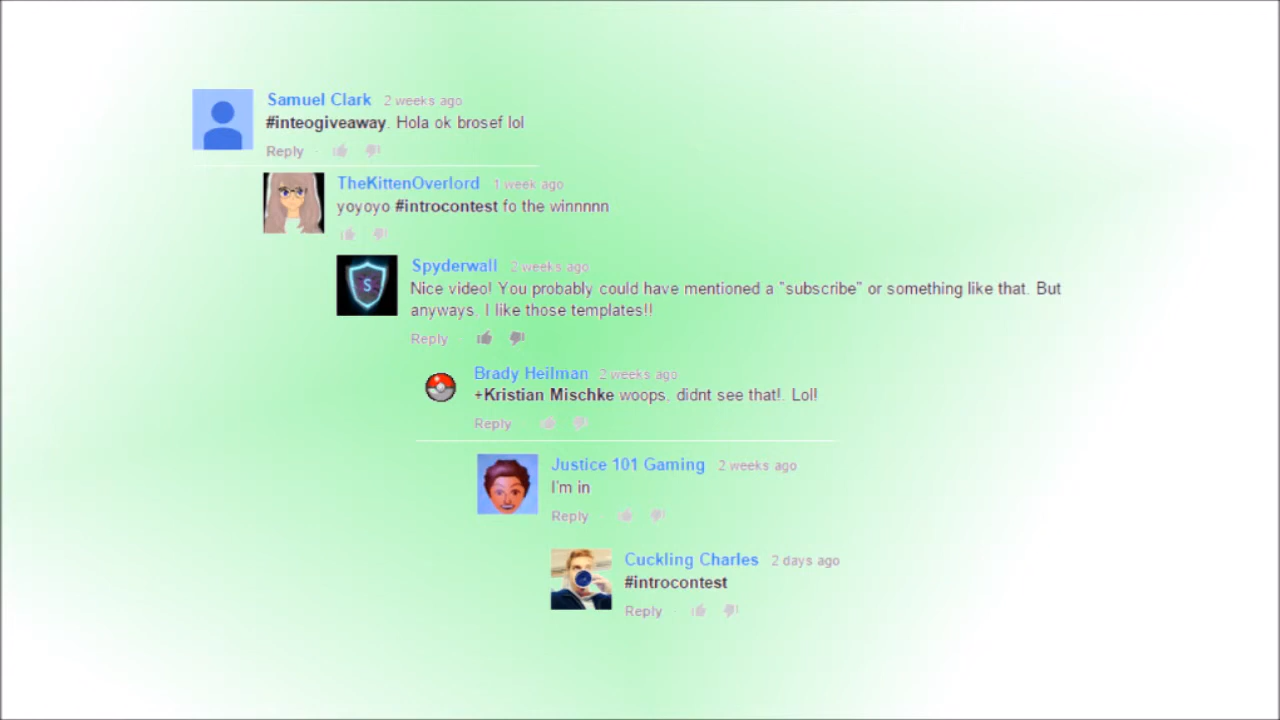 Samuel Clark 2 weeks ago
#inteogiveaway. Hola ok brosef lol
Reply
TheKittenOverlord 1 week ago
yoyoyo #introcontest fo the winnnnn
Spyderwall 2 weeks ago
Nice video! You probably could have mentioned a "subscribe" or something like that. But
anyways, I like those templates!!
Reply
S
Brady Heilman 2 weeks ago
+Kristian Mischke woops, didnt see that!. Lol!
Reply
Justice 101 Gaming 2 weeks ago
I'm in
Reply
Cuckling Charles 2 days ago
#introcontest
Reply